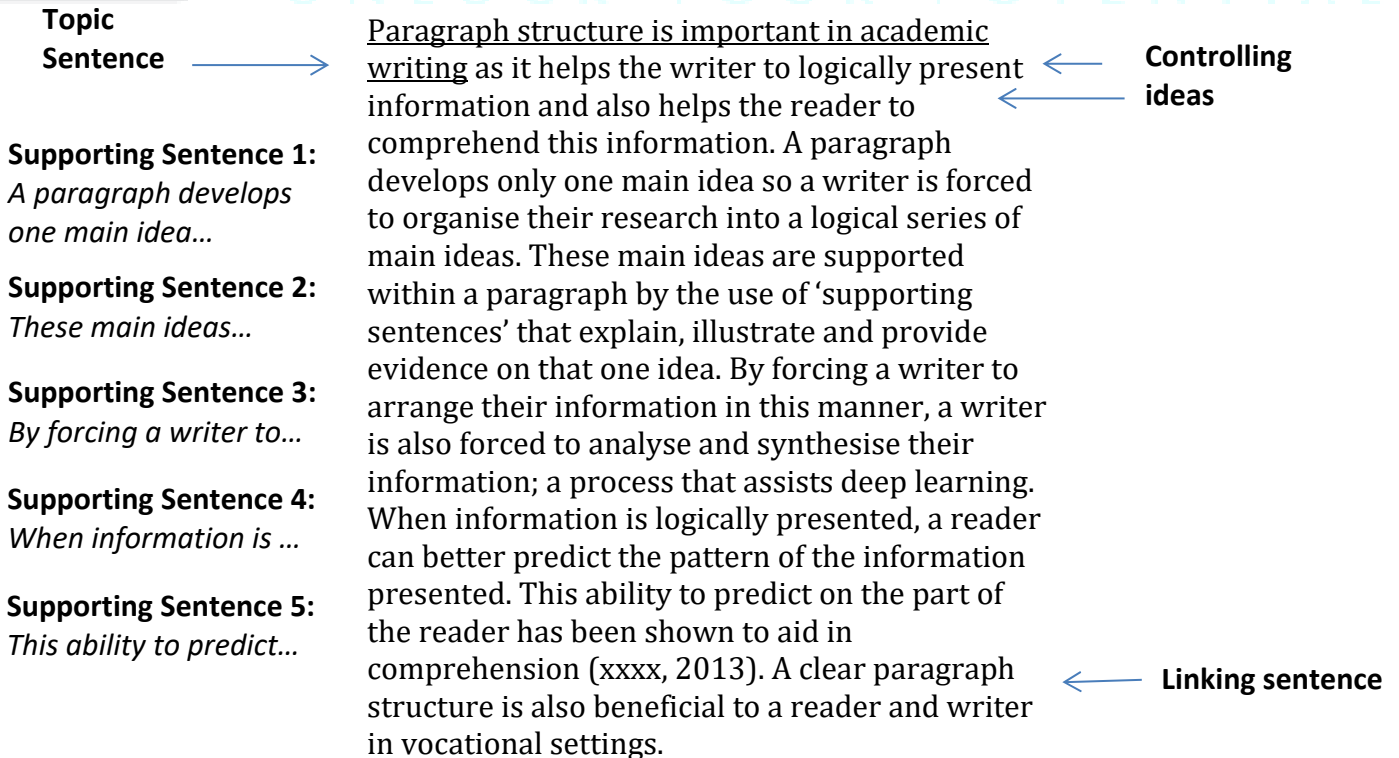 Topic
Sentence
Paragraph structure is important in academic
writing as it helps the writer to logically present
information and also helps the reader to
comprehend this information. A paragraph
develops only one main idea so a writer is forced
to organise their research into a logical series of
main ideas. These main ideas are supported
within a paragraph by the use of ‘supporting
sentences’ that explain, illustrate and provide
evidence on that one idea. By forcing a writer to
arrange their information in this manner, a writer
is also forced to analyse and synthesise their
information; a process that assists deep learning.
When information is logically presented, a reader
can better predict the pattern of the information
presented. This ability to predict on the part of
the reader has been shown to aid in
comprehension (xxxx, 2013). A clear paragraph
structure is also beneficial to a reader and writer
in vocational settings.
Controlling
ideas
Supporting Sentence 1:
A paragraph develops
one main idea…
Supporting Sentence 2:
These main ideas…
Supporting Sentence 3:
By forcing a writer to…
Supporting Sentence 4:
When information is …
Supporting Sentence 5:
This ability to predict…
Linking sentence